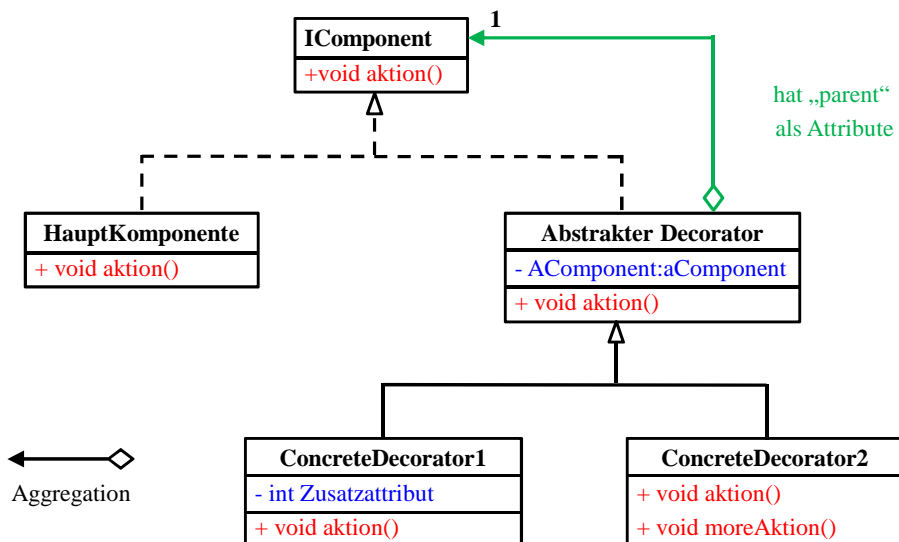 1
IComponent
+void aktion()
hat „parent“
als Attribute
HauptKomponente
+ void aktion()
Abstrakter Decorator
- AComponent:aComponent
+ void aktion()
Aggregation
ConcreteDecorator1
- int Zusatzattribut
+ void aktion()
ConcreteDecorator2
+ void aktion()
+ void moreAktion()